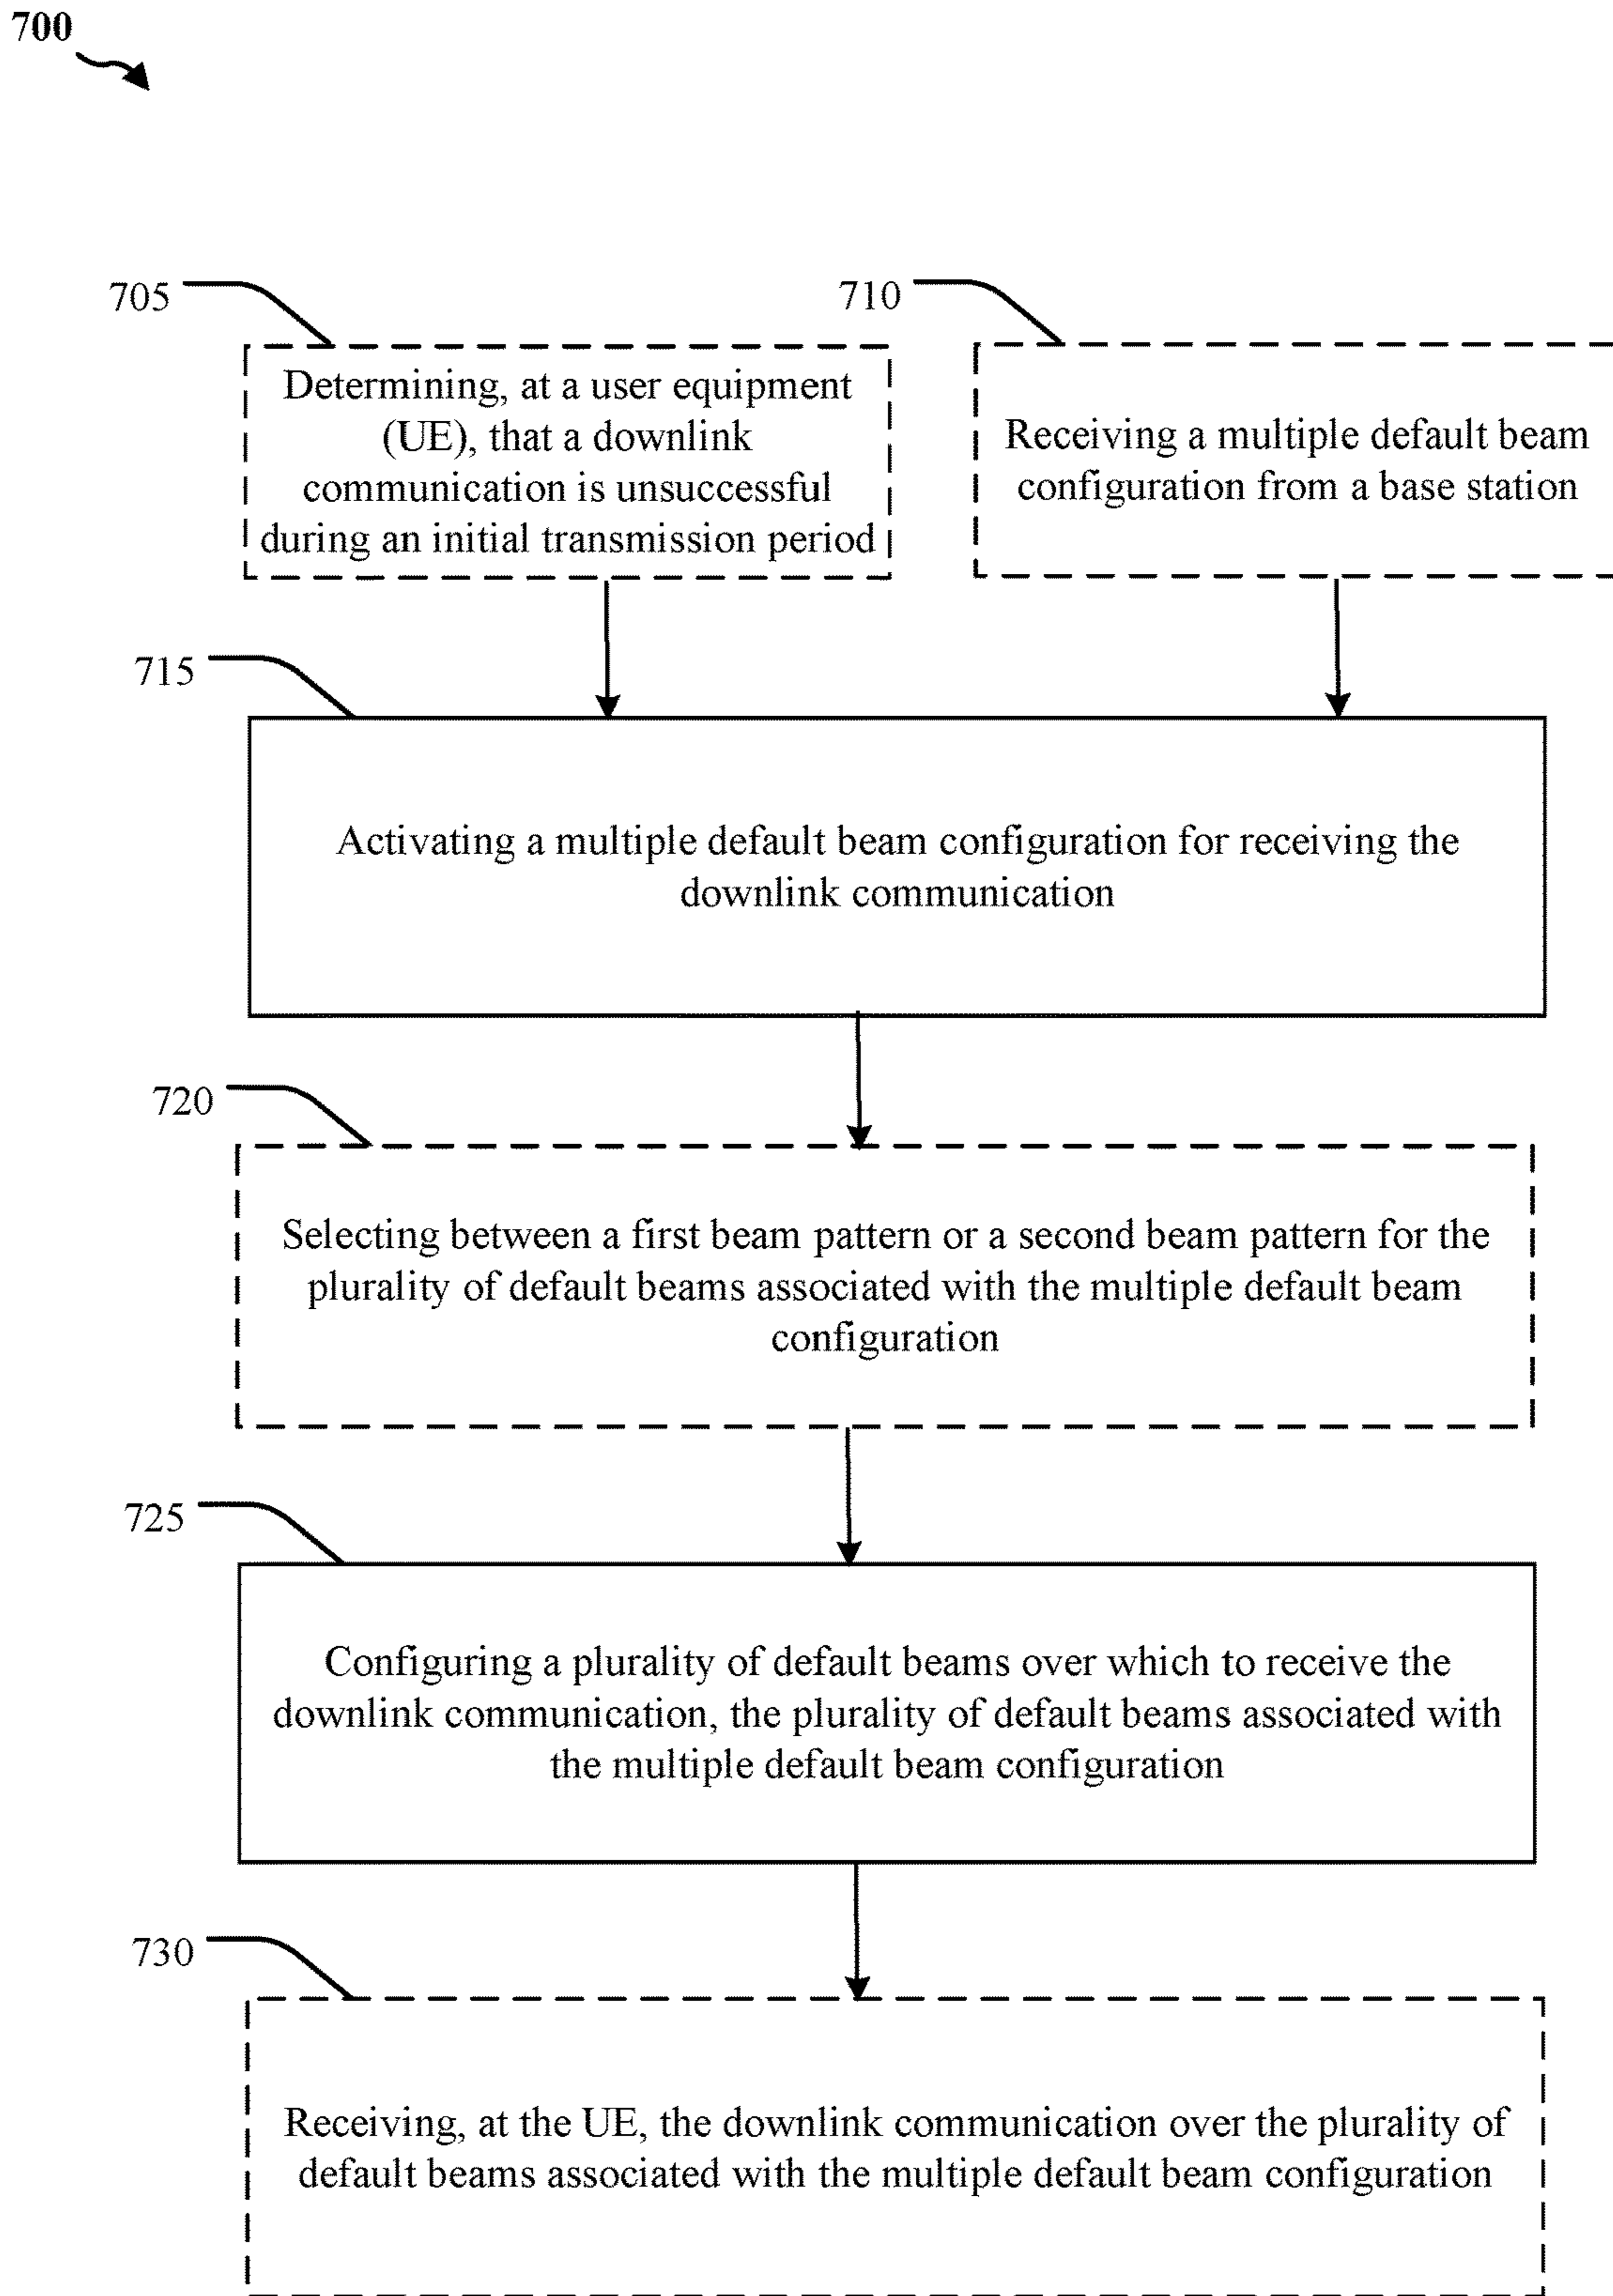 700
705
710
Determining, at a user equipment
(UE), that a downlink
communication is unsuccessful
during an initial transmission period
Receiving a multiple default beam
configuration from a base station
715
Activating a multiple default beam configuration for receiving the
downlink communication
720
Selecting between a first beam pattern or a second beam pattern for the
plurality of default beams associated with the multiple default beam
configuration
725
Configuring a plurality of default beams over which to receive the
downlink communication, the plurality of default beams associated with
the multiple default beam configuration
730
Receiving, at the UE, the downlink communication over the plurality of
default beams associated with the multiple default beam configuration